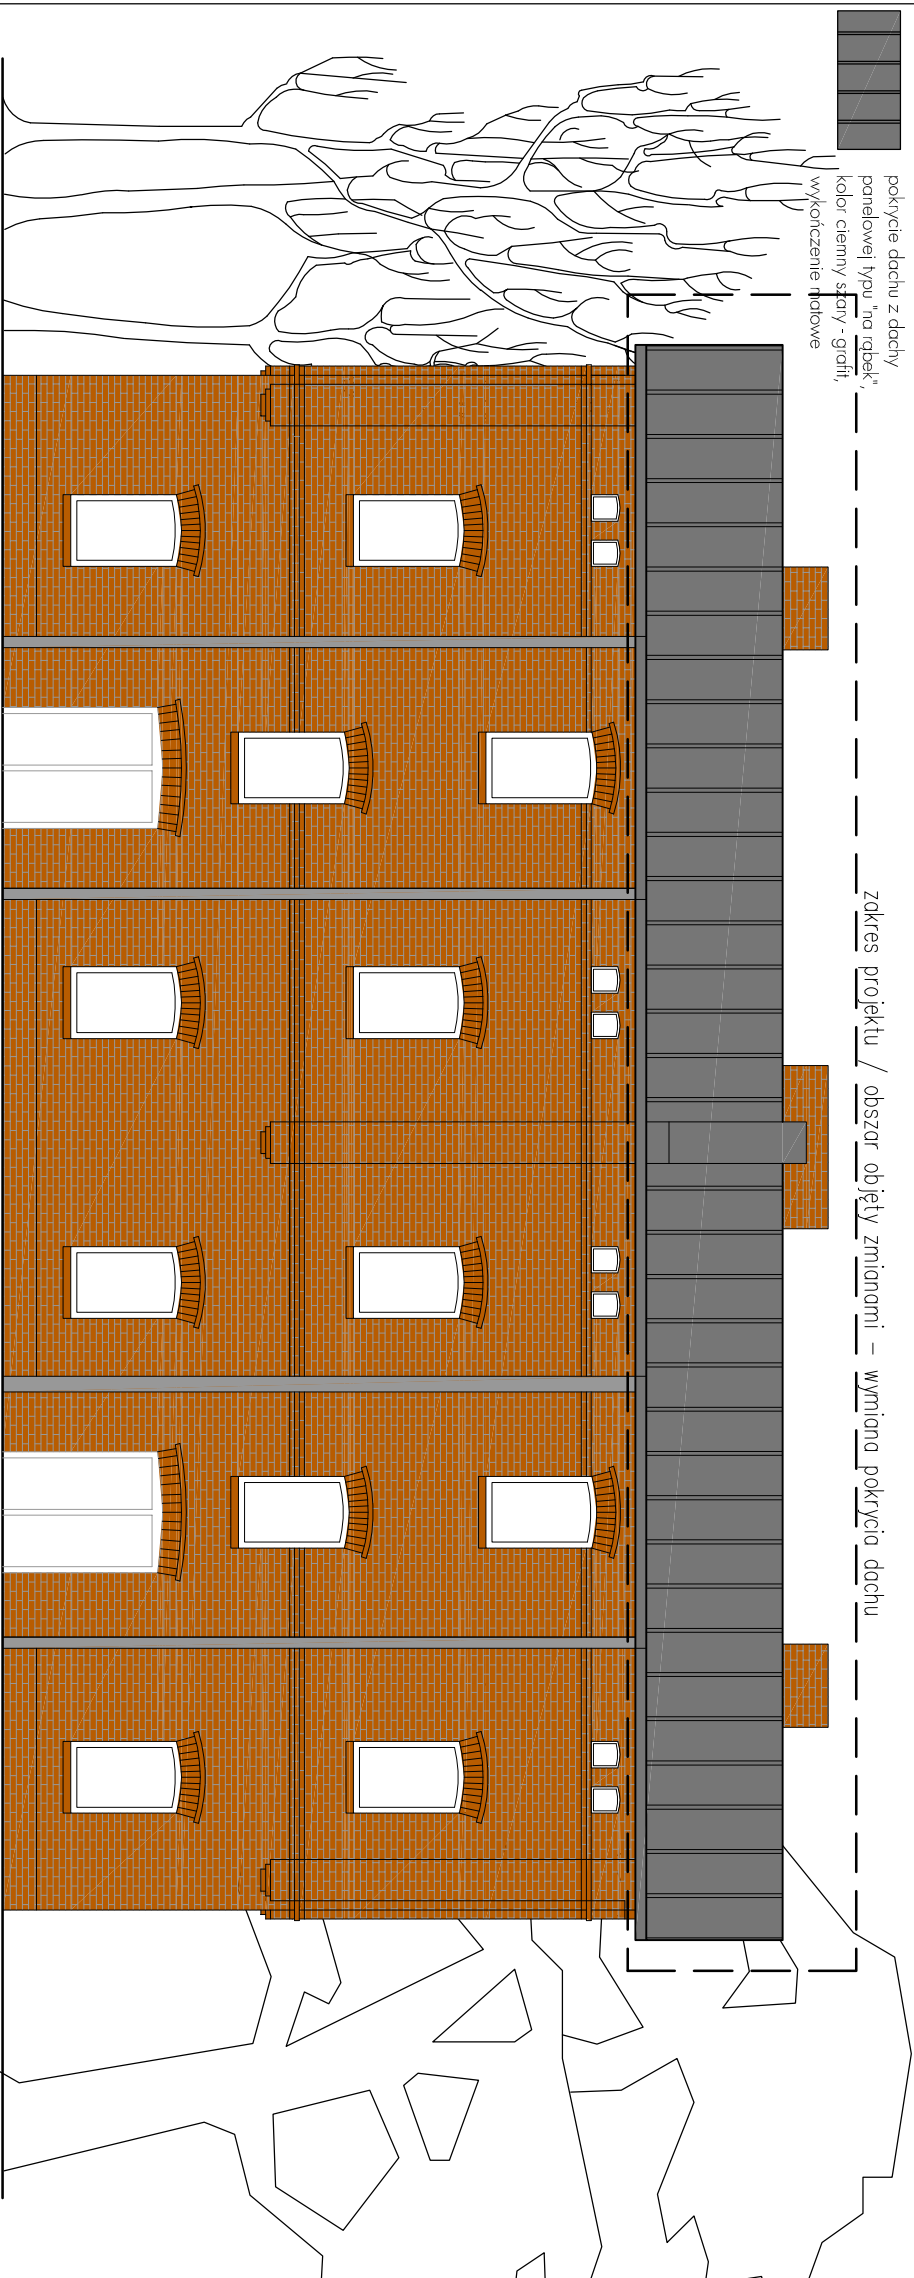 pokrycie dachu z dachy
panelowej typu "na rąbek",
kolor ciemny szary - grafit,
wykończenie matowe
zakres projektu / obszar objęty zmianami - wymiana pokrycia dachu